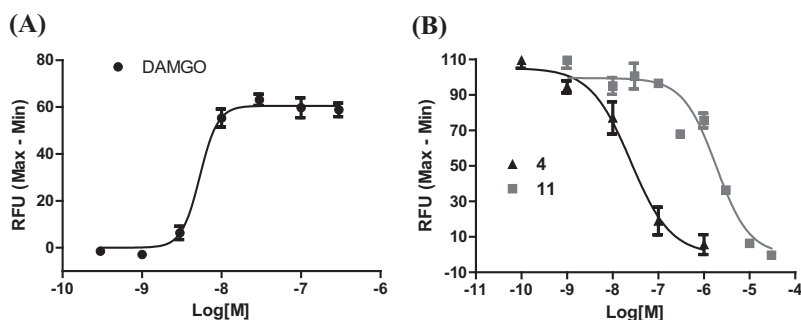 (A)
DAMGO
RFU (Max - Min)
80
60
40
20
0
-10 -9 -8 -7 -6
Log[M]
(B)
RFU (Max - Min)
110
90
70
50
30
10
-10
4
11
-11 -10 -9 -8 -7 -6 -5 -4
Log[M]